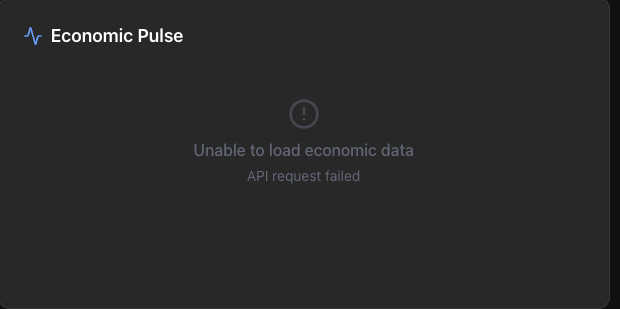 Economic Pulse
Unable to load economic data
API request failed